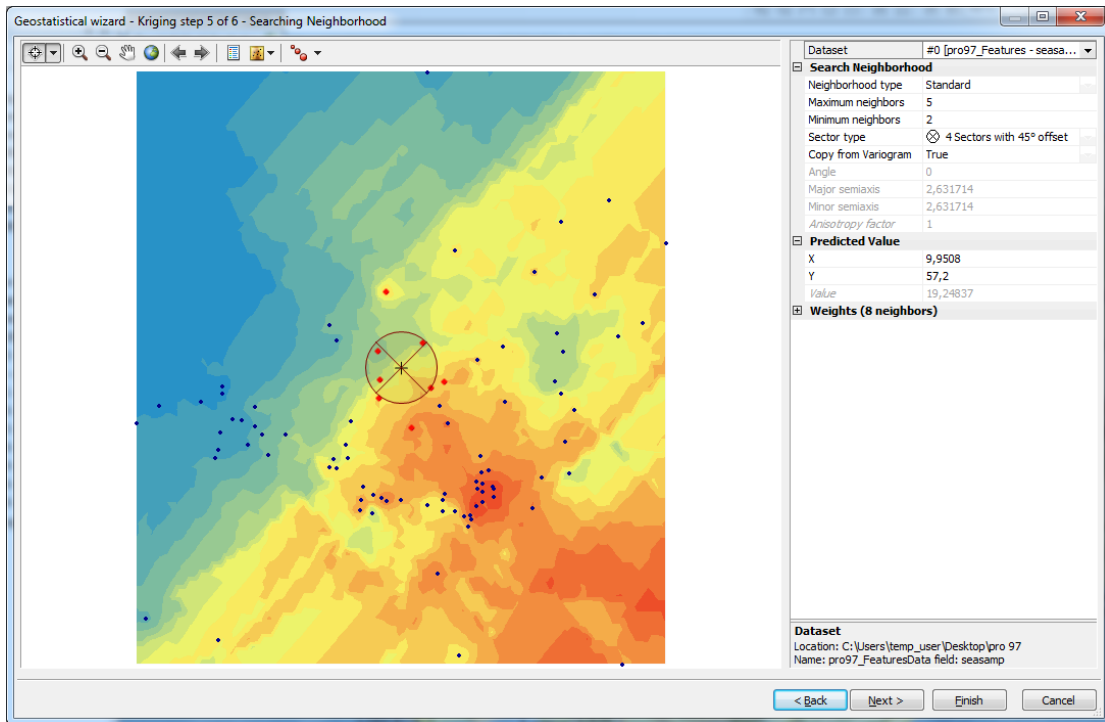 Geostatistical wizard - Kriging step 5 of 6 - Searching Neighborhood
Dataset #0 [pro97_Features - seasa...
Search Neighborhood
Neighborhood type Standard
Maximum neighbors 5
Minimum neighbors 2
Sector type 4 Sectors with 45° offset
Copy from Variogram True
Angle 0
Major semiaxis 2,631714
Minor semiaxis 2,631714
Anisotropy factor 1
Predicted Value
X 9,9508
Y 57,2
Value 19,24837
Weights (8 neighbors)
Dataset
Location: C:\Users\temp_user\Desktop\pro 97
Name: pro97_FeaturesData field: seasamp
< Back Next > Finish Cancel